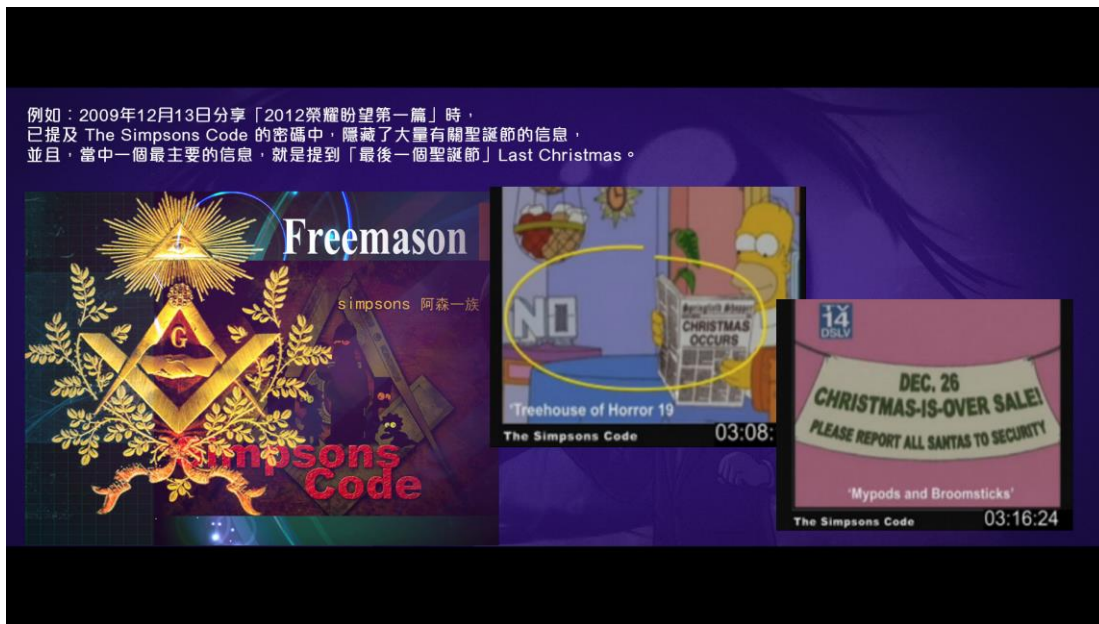 例如：2009年12月13日分享「2012榮耀盼望第一篇」時，
已提及 The Simpsons Code 的密碼中，隱藏了大量有關聖誕節的信息，
並且，當中一個最主要的信息，就是提到「最後一個聖誕節」Last Christmas。
Freemason
simpsons 阿森一族
G
Simpsons
Code
NO
CHRISTMAS
OCCURS
'Treehouse of Horror 19
The Simpsons Code 03:08:
TV
14
DSLV
DEC. 26
CHRISTMAS-IS-OVER SALE!
PLEASE REPORT ALL SANTAS TO SECURITY
'Mypods and Broomsticks'
The Simpsons Code 03:16:24